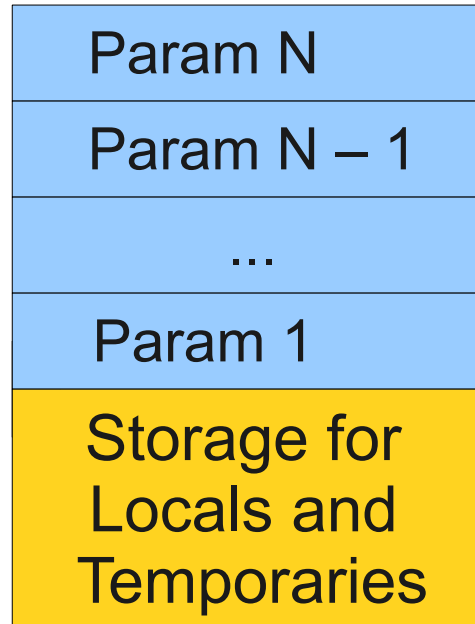 Param N
Param N – 1
...
Param 1
Storage for
Locals and
Temporaries